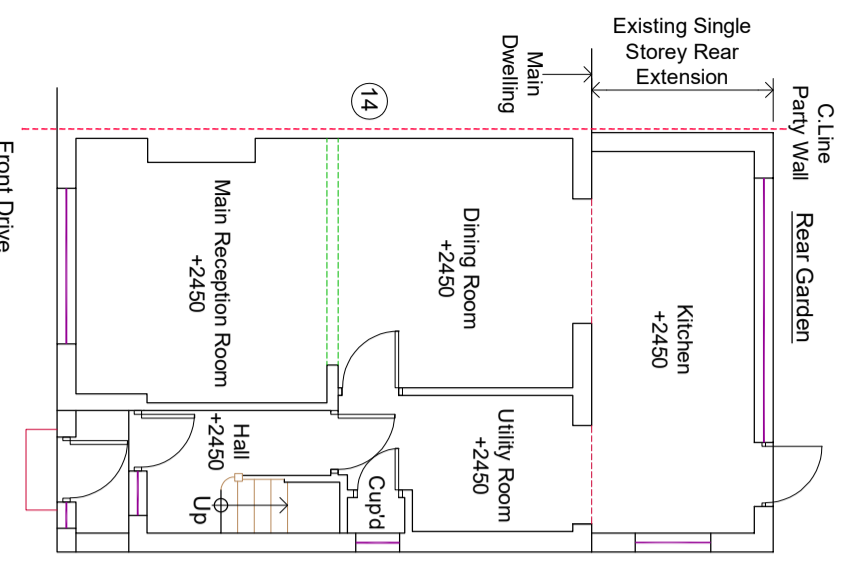 Existing Single
Storey Rear
Extension
Main
Dwelling
14
C.Line
Party Wall
Rear Garden
Front Drive
Main Reception Room
+2450
Dining Room
+2450
Kitchen
+2450
Hall
+2450
Utility Room
+2450
Cup'd
Up